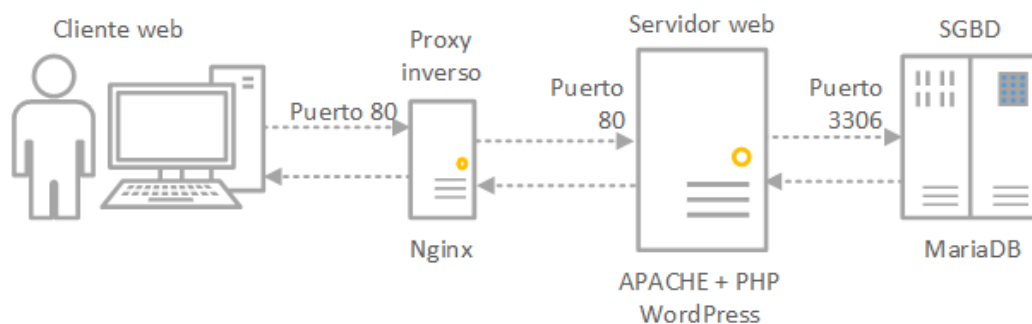 Cliente web
Proxy
inverso
Servidor web
SGBD
Puerto 80
Puerto
80
Puerto
3306
Nginx
APACHE + PHP
WordPress
MariaDB